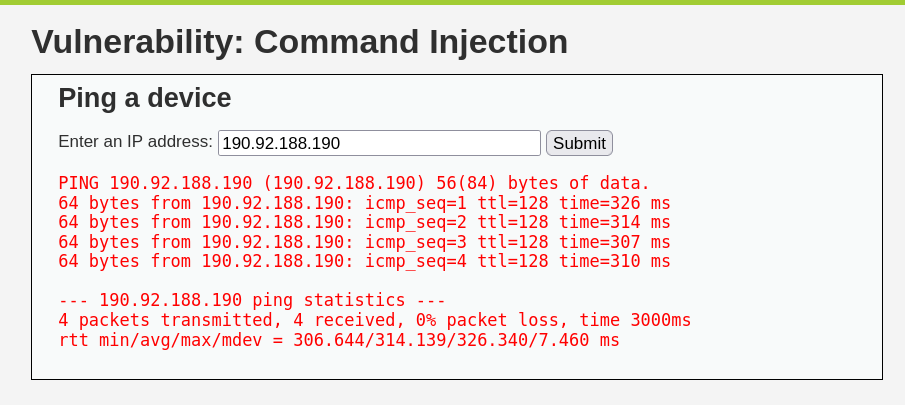 Vulnerability: Command Injection
Ping a device
Enter an IP address: 190.92.188.190 Submit
PING 190.92.188.190 (190.92.188.190) 56(84) bytes of data.
64 bytes from 190.92.188.190: icmp_seq=1 ttl=128 time=326 ms
64 bytes from 190.92.188.190: icmp_seq=2 ttl=128 time=314 ms
64 bytes from 190.92.188.190: icmp_seq=3 ttl=128 time=307 ms
64 bytes from 190.92.188.190: icmp_seq=4 ttl=128 time=310 ms
--- 190.92.188.190 ping statistics ---
4 packets transmitted, 4 received, 0% packet loss, time 3000ms
rtt min/avg/max/mdev = 306.644/314.139/326.340/7.460 ms